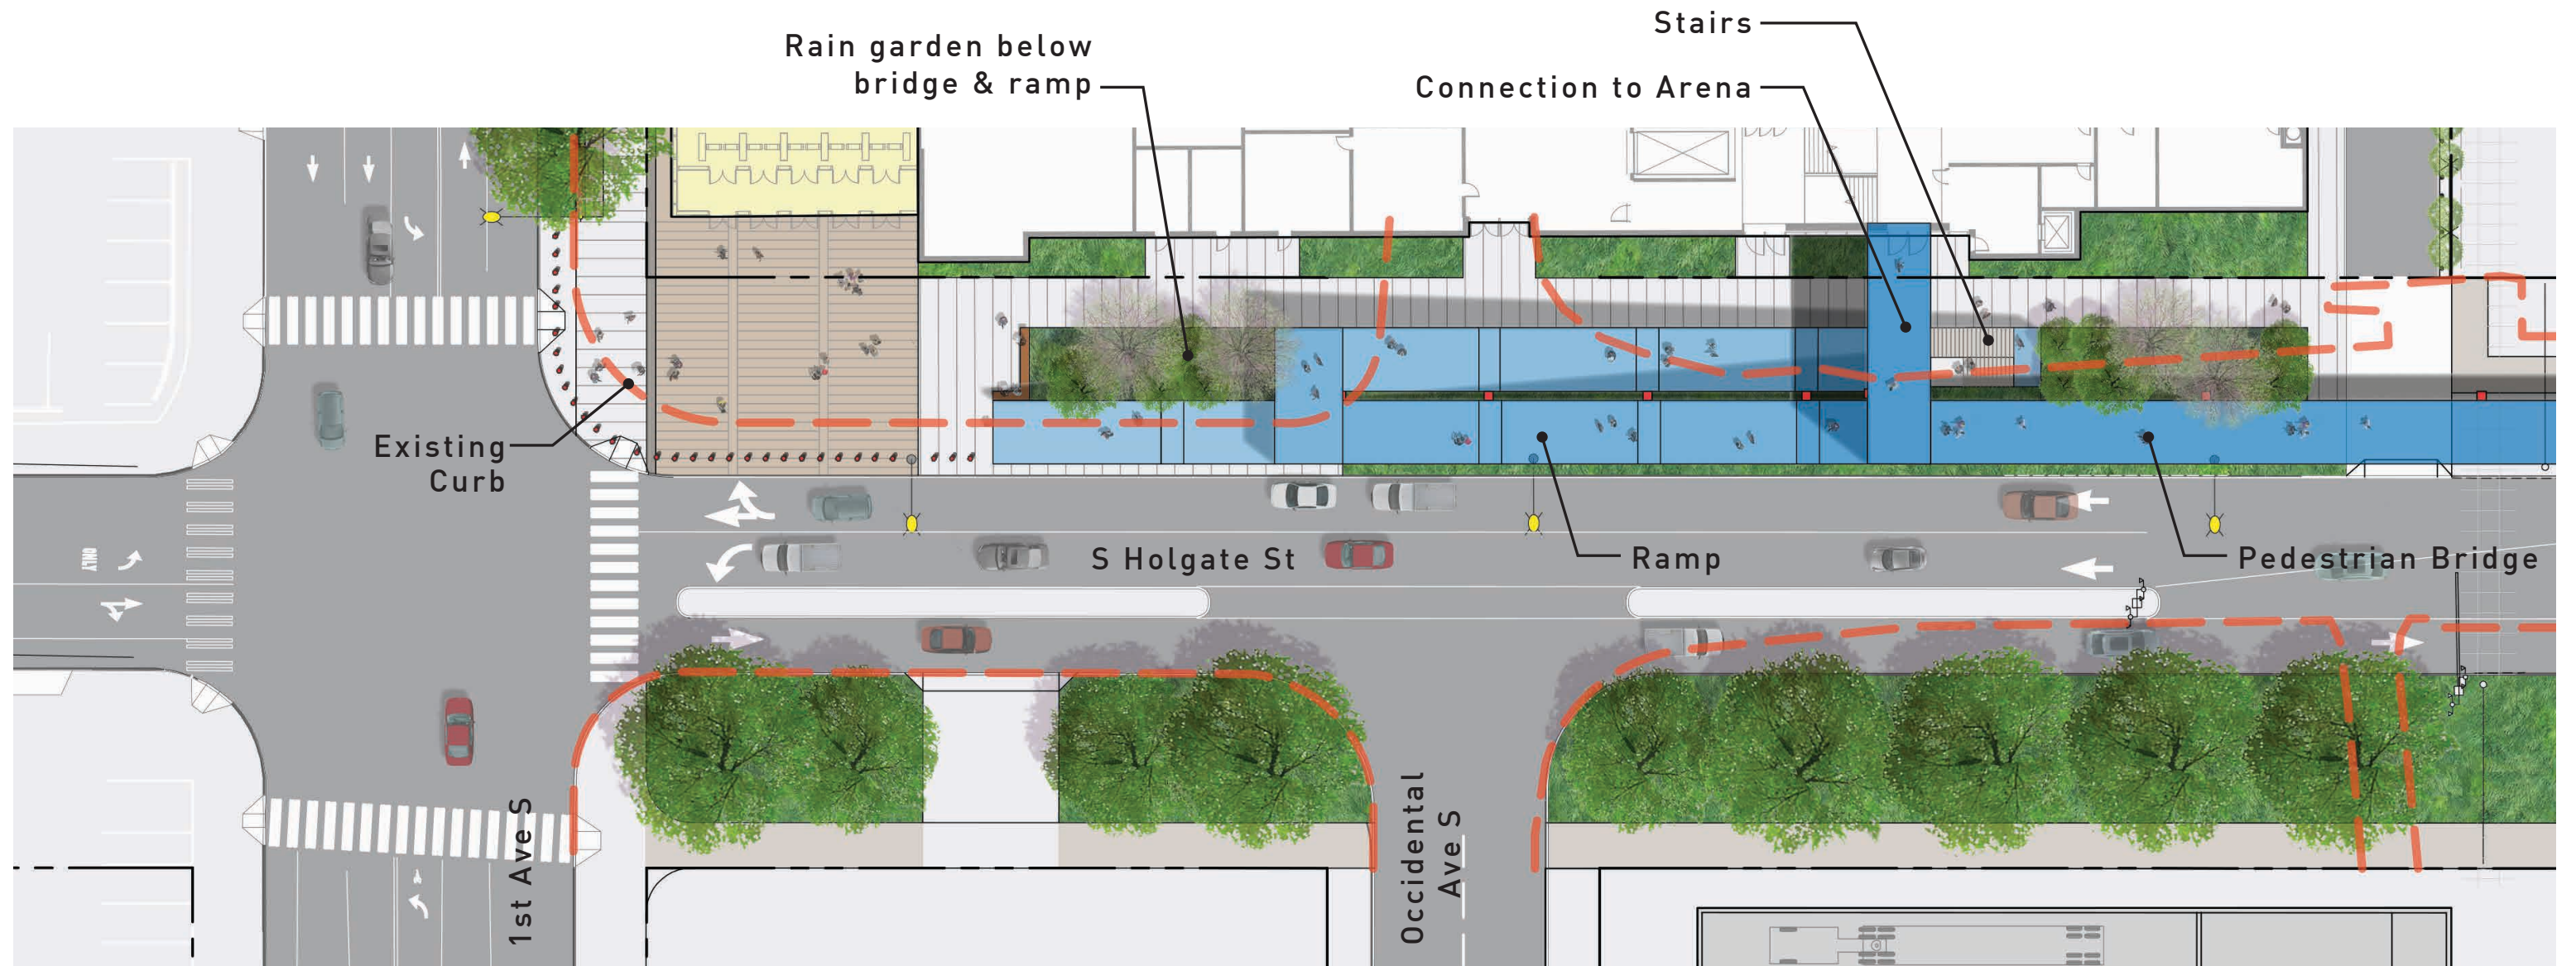 Stairs
Rain garden below
bridge & ramp
Connection to Arena
Existing
Curb
ONLY
S Holgate St
Ramp
Pedestrian Bridge
1st Ave S
Occidental
Ave S